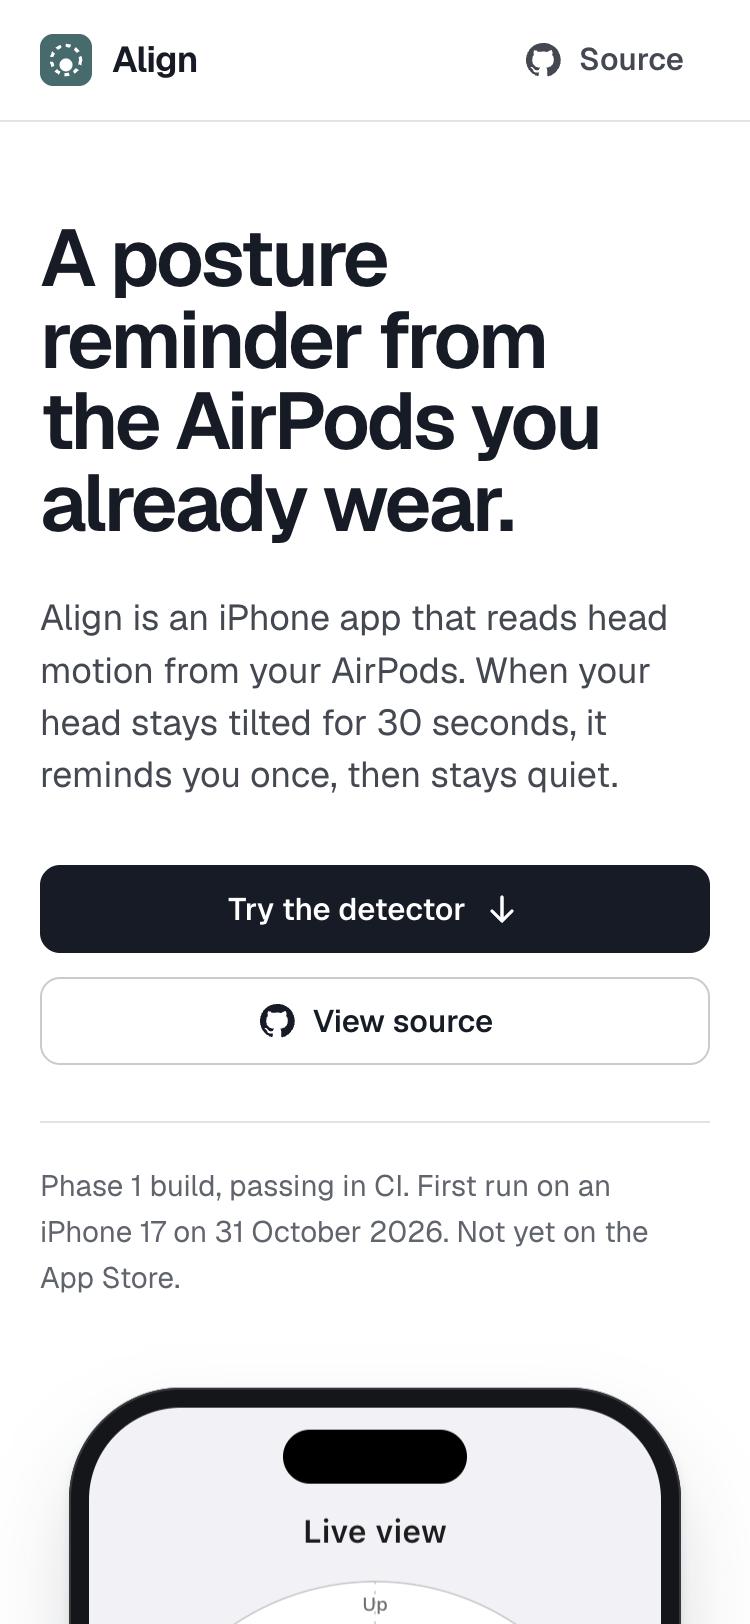 Align
Source
A posture
reminder from
the AirPods you
already wear.
Align is an iPhone app that reads head
motion from your AirPods. When your
head stays tilted for 30 seconds, it
reminds you once, then stays quiet.
Try the detector ↓
View source
Phase 1 build, passing in CI. First run on an
iPhone 17 on 31 October 2026. Not yet on the
App Store.
Live view
Up